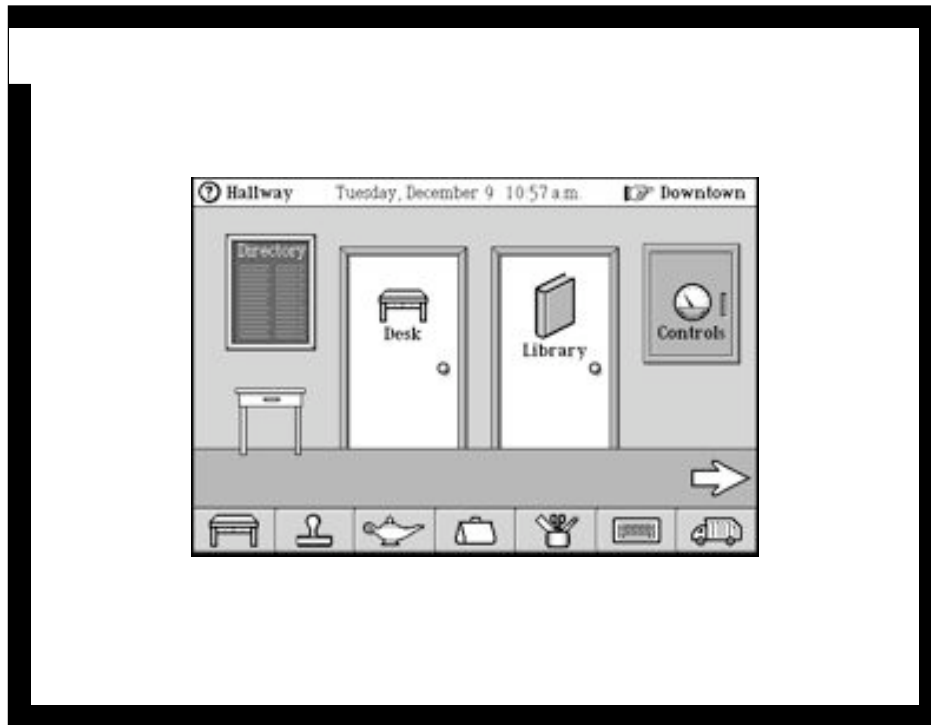 ? Hallway Tuesday, December 9 10:57 a.m. Downtown
Directory
Desk
Library
Controls